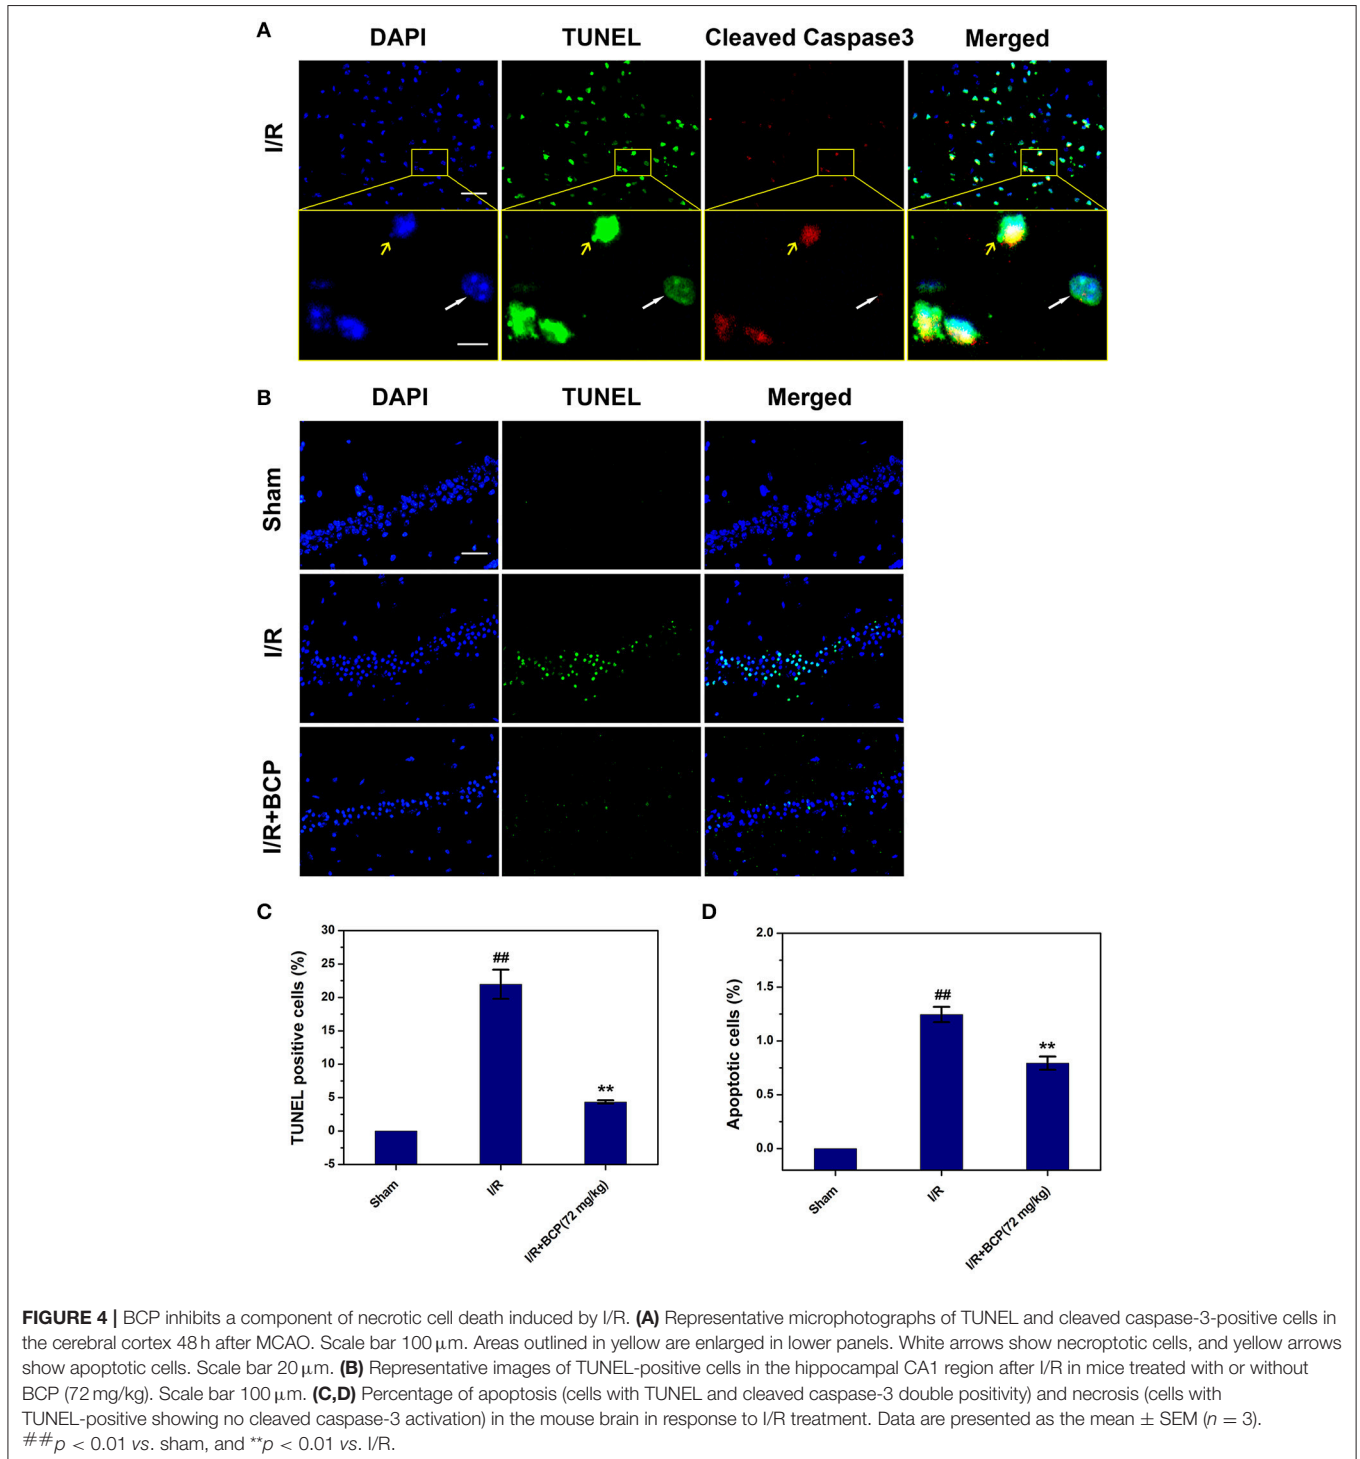 A
DAPI TUNEL Cleaved Caspase3 Merged
I/R
B
DAPI TUNEL Merged
Sham
I/R
I/R+BCP
C
TUNEL positive cells (%)
30
25
20
15
10
5
0
-5
##
**
Sham I/R I/R+BCP(72 mg/kg)
D
Apoptotic cells (%)
2.0
1.5
1.0
0.5
0.0
##
**
Sham I/R I/R+BCP(72 mg/kg)
FIGURE 4 | BCP inhibits a component of necrotic cell death induced by I/R. (A) Representative microphotographs of TUNEL and cleaved caspase-3-positive cells in
the cerebral cortex 48 h after MCAO. Scale bar 100 μm. Areas outlined in yellow are enlarged in lower panels. White arrows show necroptotic cells, and yellow arrows
show apoptotic cells. Scale bar 20 μm. (B) Representative images of TUNEL-positive cells in the hippocampal CA1 region after I/R in mice treated with or without
BCP (72 mg/kg). Scale bar 100 μm. (C,D) Percentage of apoptosis (cells with TUNEL and cleaved caspase-3 double positivity) and necrosis (cells with
TUNEL-positive showing no cleaved caspase-3 activation) in the mouse brain in response to I/R treatment. Data are presented as the mean ± SEM (n = 3).
##p < 0.01 vs. sham, and **p < 0.01 vs. I/R.